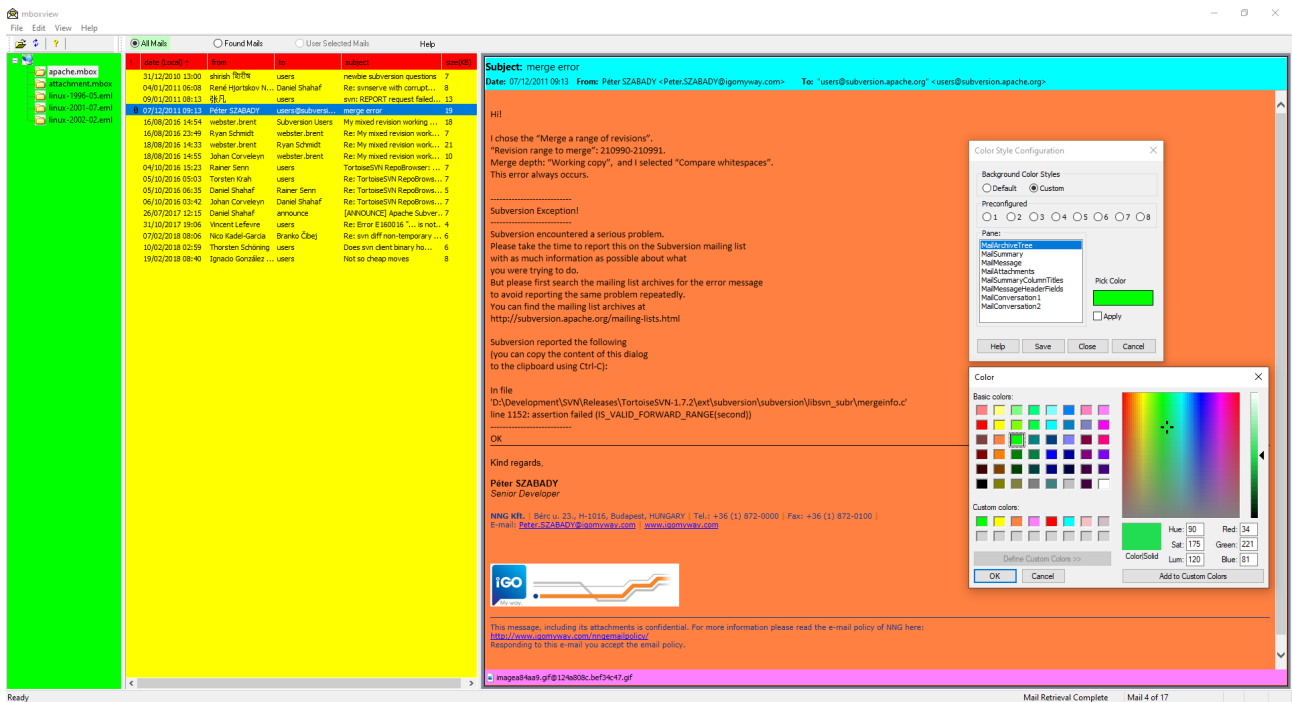 mboxview
File Edit View Help
? All Mails Found Mails User Selected Mails Help
apache.mbox
attachment.mbox
linux-1996-05.eml
linux-2001-07.eml
linux-2002-02.eml
! date (Local) ↑ from to subject size(KB)
31/12/2010 13:00 shirish शिरीष users newbie subversion questions 7
04/01/2011 06:08 René Hjortskov N... Daniel Shahaf Re: svnserve with corrupt... 8
09/01/2011 08:13 张凡 users svn: REPORT request failed... 13
07/12/2011 09:13 Péter SZABADY users@subversi... merge error 19
16/08/2016 14:54 webster.brent Subversion Users My mixed revision working ... 18
16/08/2016 23:49 Ryan Schmidt webster.brent Re: My mixed revision work... 7
18/08/2016 14:33 webster.brent Ryan Schmidt Re: My mixed revision work... 21
18/08/2016 14:55 Johan Corveleyn webster.brent Re: My mixed revision work... 10
04/10/2016 15:23 Rainer Senn users TortoiseSVN RepoBrowser: ... 7
05/10/2016 05:03 Torsten Krah users Re: TortoiseSVN RepoBrows... 7
05/10/2016 06:35 Daniel Shahaf Rainer Senn Re: TortoiseSVN RepoBrows... 5
06/10/2016 03:42 Johan Corveleyn Daniel Shahaf Re: TortoiseSVN RepoBrows... 7
26/07/2017 12:15 Daniel Shahaf announce [ANNOUNCE] Apache Subver.. 7
31/10/2017 19:06 Vincent Lefevre users Re: Error E160016 "... is not.. 4
07/02/2018 08:06 Nico Kadel-Garcia Branko Čibej Re: svn diff non-temporary ... 6
10/02/2018 02:59 Thorsten Schöning users Does svn client binary ho... 6
19/02/2018 08:40 Ignacio González ... users Not so cheap moves 8
Subject: merge error
Date: 07/12/2011 09:13 From: Péter SZABADY <Peter.SZABADY@igomyway.com> To: "users@subversion.apache.org" <users@subversion.apache.org>
Hi!
I chose the “Merge a range of revisions”.
“Revision range to merge”: 210990-210991.
Merge depth: “Working copy”, and I selected “Compare whitespaces”.
This error always occurs.
---------------------------
Subversion Exception!
---------------------------
Subversion encountered a serious problem.
Please take the time to report this on the Subversion mailing list
with as much information as possible about what
you were trying to do.
But please first search the mailing list archives for the error message
to avoid reporting the same problem repeatedly.
You can find the mailing list archives at
http://subversion.apache.org/mailing-lists.html
Subversion reported the following
(you can copy the content of this dialog
to the clipboard using Ctrl-C):
In file
'D:\Development\SVN\Releases\TortoiseSVN-1.7.2\ext\subversion\subversion\libsvn_subr\mergeinfo.c'
line 1152: assertion failed (IS_VALID_FORWARD_RANGE(second))
---------------------------
OK
Kind regards,
Péter SZABADY
Senior Developer
NNG Kft. | Bérc u. 23., H-1016, Budapest, HUNGARY | Tel.: +36 (1) 872-0000 | Fax: +36 (1) 872-0100 |
E-mail: Peter.SZABADY@igomyway.com | www.igomyway.com
iGO
My way.
This message, including its attachments is confidential. For more information please read the e-mail policy of NNG here:
http://www.igomyway.com/nngemailpolicy/
Responding to this e-mail you accept the email policy.
imagea84aa9.gif@124a808c.bef34c47.gif
Color Style Configuration
Background Color Styles
Default Custom
Preconfigured
1 2 3 4 5 6 7 8
Pane:
MailArchiveTree
MailSummary
MailMessage
MailAttachments
MailSummaryColumnTitles
MailMessageHeaderFields
MailConversation1
MailConversation2
Pick Color
Apply
Help Save Close Cancel
Color
Basic colors:
Custom colors:
Define Custom Colors >>
OK Cancel
Color|Solid
Hue: 90 Red: 34
Sat: 175 Green: 221
Lum: 120 Blue: 81
Add to Custom Colors
Ready Mail Retrieval Complete Mail 4 of 17